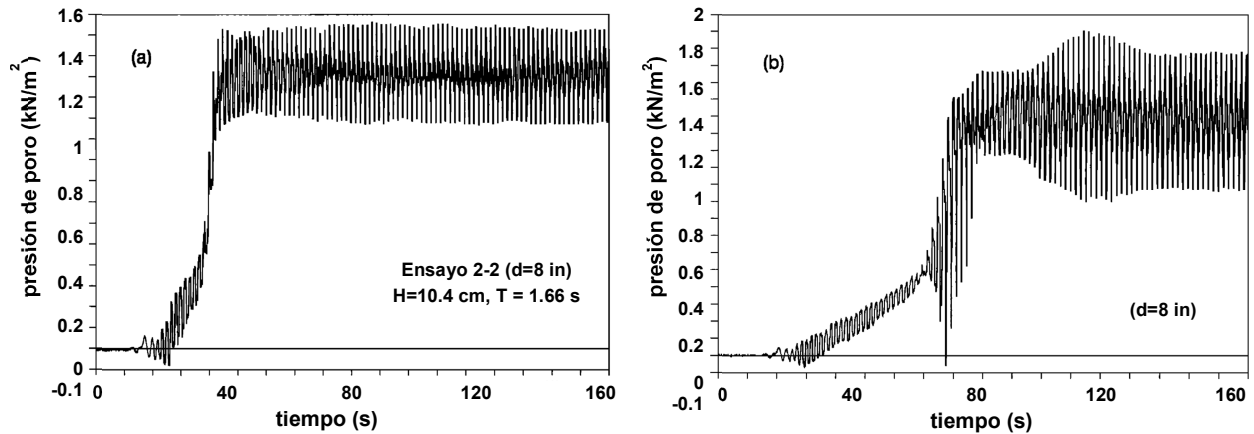 1.6
(a)
1.4
1.2
1
0.8
0.6
0.4
0.2
0
-0.1
presión de poro (kN/m²)
Ensayo 2-2 (d=8 in)
H=10.4 cm, T = 1.66 s
0 40 80 120 160
tiempo (s)
2
(b)
1.8
1.6
1.4
1.2
1
0.8
0.6
0.4
0.2
0
-0.1
presión de poro (kN/m²)
(d=8 in)
0 40 80 120 160
tiempo (s)